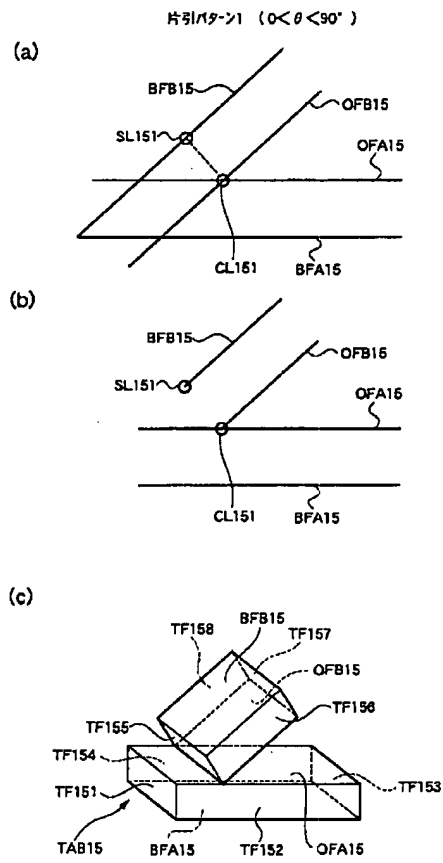 片引パターン1 (0<θ<90°)
(a)
BFB15
OFB15
SL151
OFA15
CL151
BFA15
(b)
BFB15
OFB15
SL151
OFA15
CL151
BFA15
(c)
BFB15
TF158
TF157
OFB15
TF156
TF155
TF154
TF153
TF151
TAB15
BFA15
TF152
OFA15